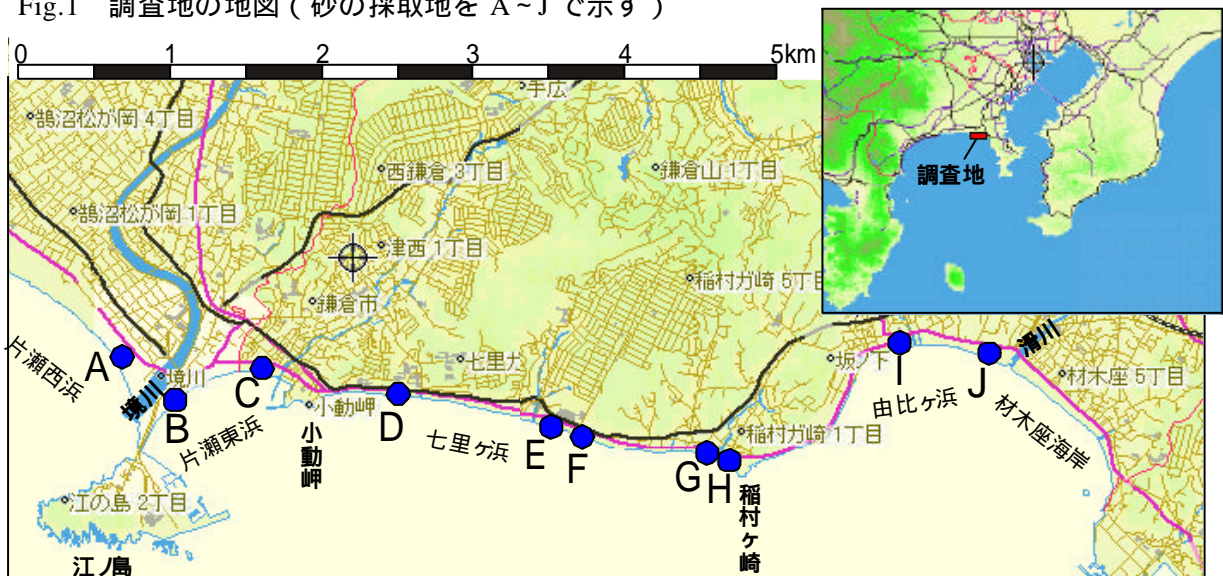 Fig.1 調査地の地図(砂の採取地を A~J で示す)
0 1 2 3 4 5km
手広
鵠沼松が岡 4丁目
西鎌倉 3丁目
鎌倉山 1丁目
調査地
鵠沼松が岡 1丁目
津西 1丁目
稲村ガ崎 5丁目
鎌倉市
片瀬西浜
A
境川
境川
B
C
片瀬東浜
小動岬
小動岬
七里ガ
D
七里ヶ浜
E
F
G
H
稲村ガ崎 1丁目
稲村ヶ崎
坂ノ下
I
由比ヶ浜
J
滑川
材木座 5丁目
材木座海岸
江の島 2丁目
江ノ島